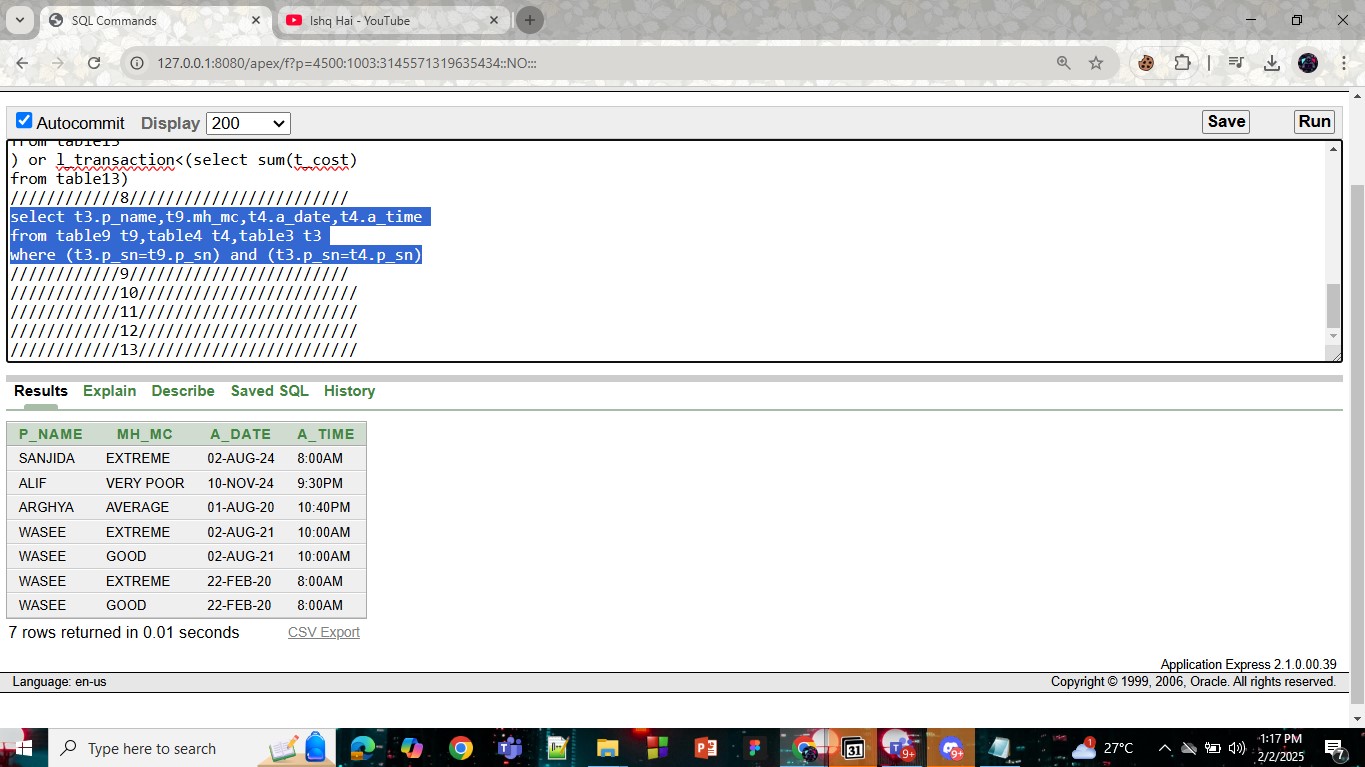 SQL Commands
Ishq Hai - YouTube
127.0.0.1:8080/apex/f?p=4500:1003:3145571319635434::NO:::
Autocommit Display 200 Save Run
from table13
) or l_transaction<(select sum(t_cost)
from table13)
////////////8////////////////////////
select t3.p_name,t9.mh_mc,t4.a_date,t4.a_time
from table9 t9,table4 t4,table3 t3
where (t3.p_sn=t9.p_sn) and (t3.p_sn=t4.p_sn)
////////////9////////////////////////
////////////10////////////////////////
////////////11////////////////////////
////////////12////////////////////////
////////////13////////////////////////
Results Explain Describe Saved SQL History
P_NAME MH_MC A_DATE A_TIME
SANJIDA EXTREME 02-AUG-24 8:00AM
ALIF VERY POOR 10-NOV-24 9:30PM
ARGHYA AVERAGE 01-AUG-20 10:40PM
WASEE EXTREME 02-AUG-21 10:00AM
WASEE GOOD 02-AUG-21 10:00AM
WASEE EXTREME 22-FEB-20 8:00AM
WASEE GOOD 22-FEB-20 8:00AM
7 rows returned in 0.01 seconds CSV Export
Application Express 2.1.0.00.39
Language: en-us Copyright © 1999, 2006, Oracle. All rights reserved.
Type here to search
31
9+
9+
1
27°C
1:17 PM
2/2/2025
7